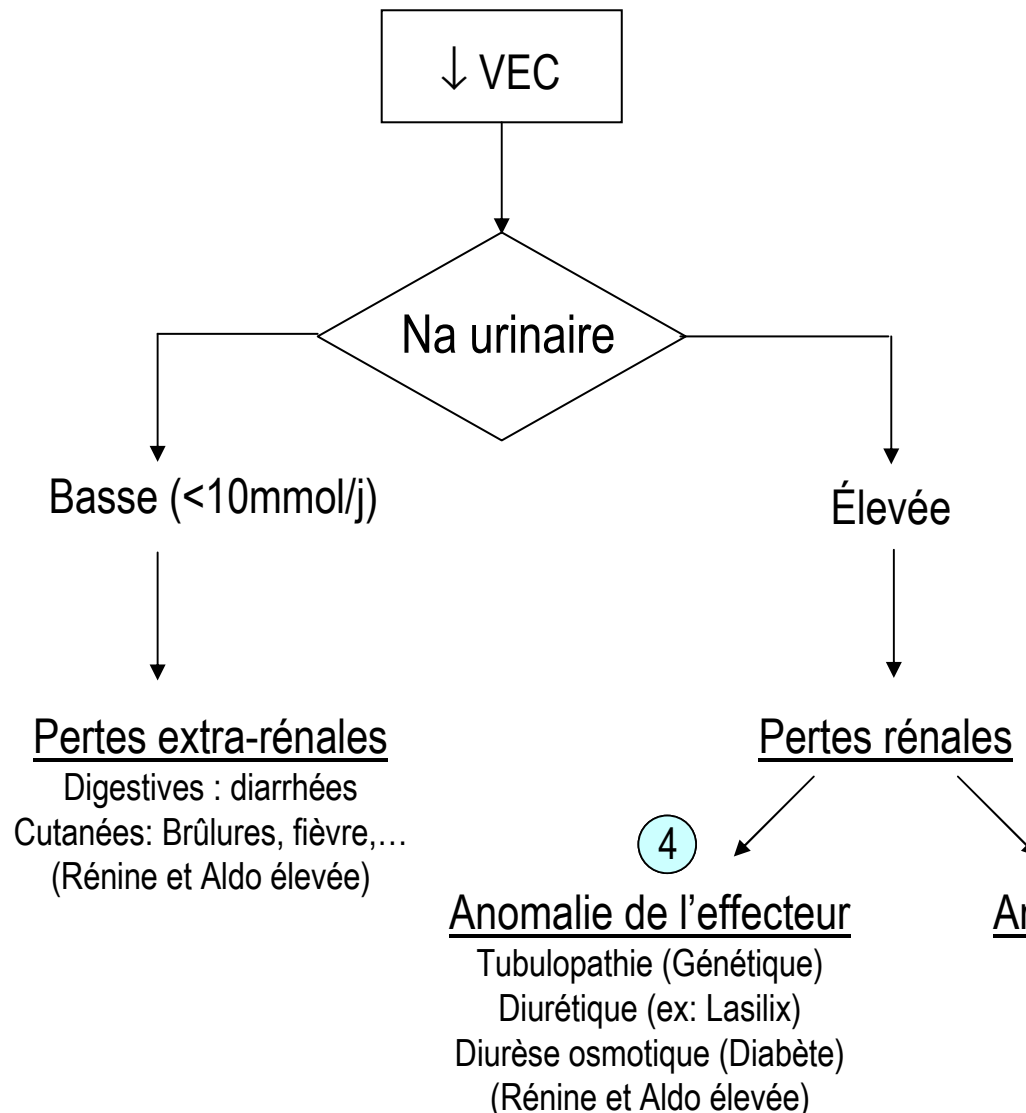 ↓ VEC
Na urinaire
Basse (<10mmol/j)
Élevée
Pertes extra-rénales
Digestives : diarrhées
Cutanées: Brûlures, fièvre,…
(Rénine et Aldo élevée)
Pertes rénales
4
Anomalie de l’effecteur
Tubulopathie (Génétique)
Diurétique (ex: Lasilix)
Diurèse osmotique (Diabète)
(Rénine et Aldo élevée)